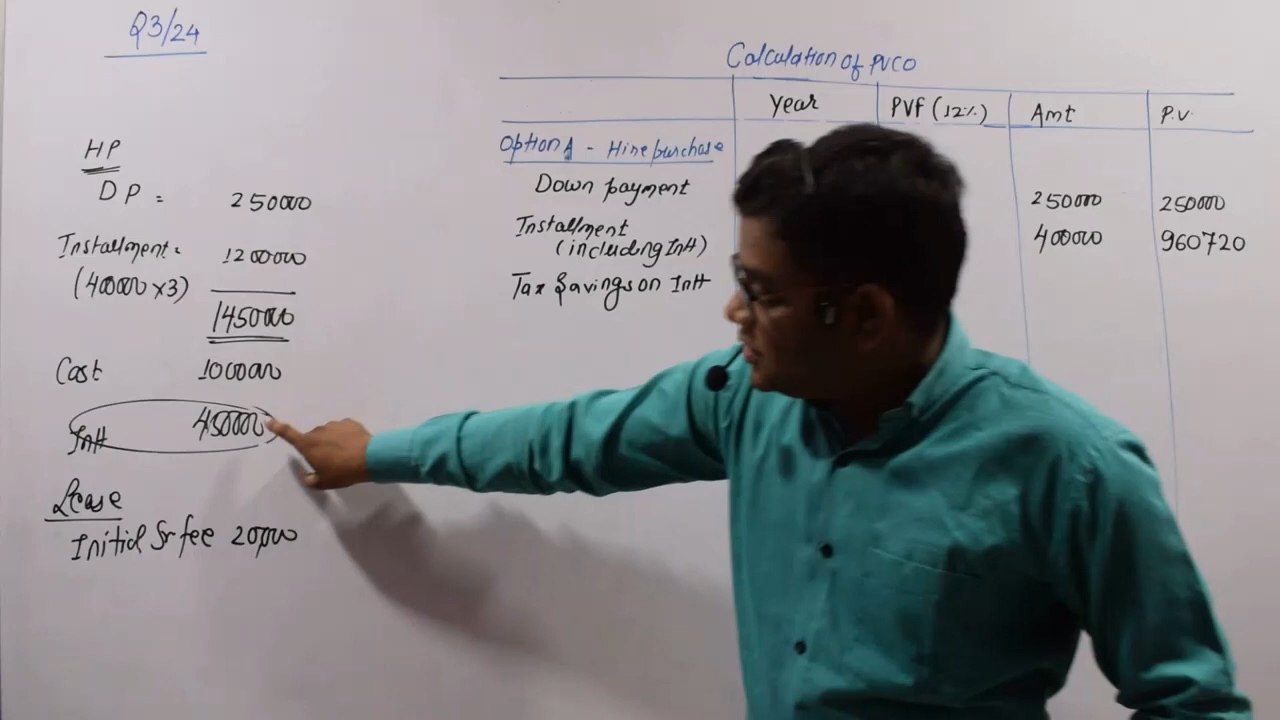 Q3/24
HP
DP = 250000
Installment = 1200000
(400000 x 3)
1450000
Cost 1000000
Intt 450000
Lease
Initial Sr fee 20,000
Calculation of PVCO
Year PVF (12%) Amt P.V.
Option A - Hire purchase
Down payment 250000 250000
Installment
(including Intt) 400000 960720
Tax Savings on Intt